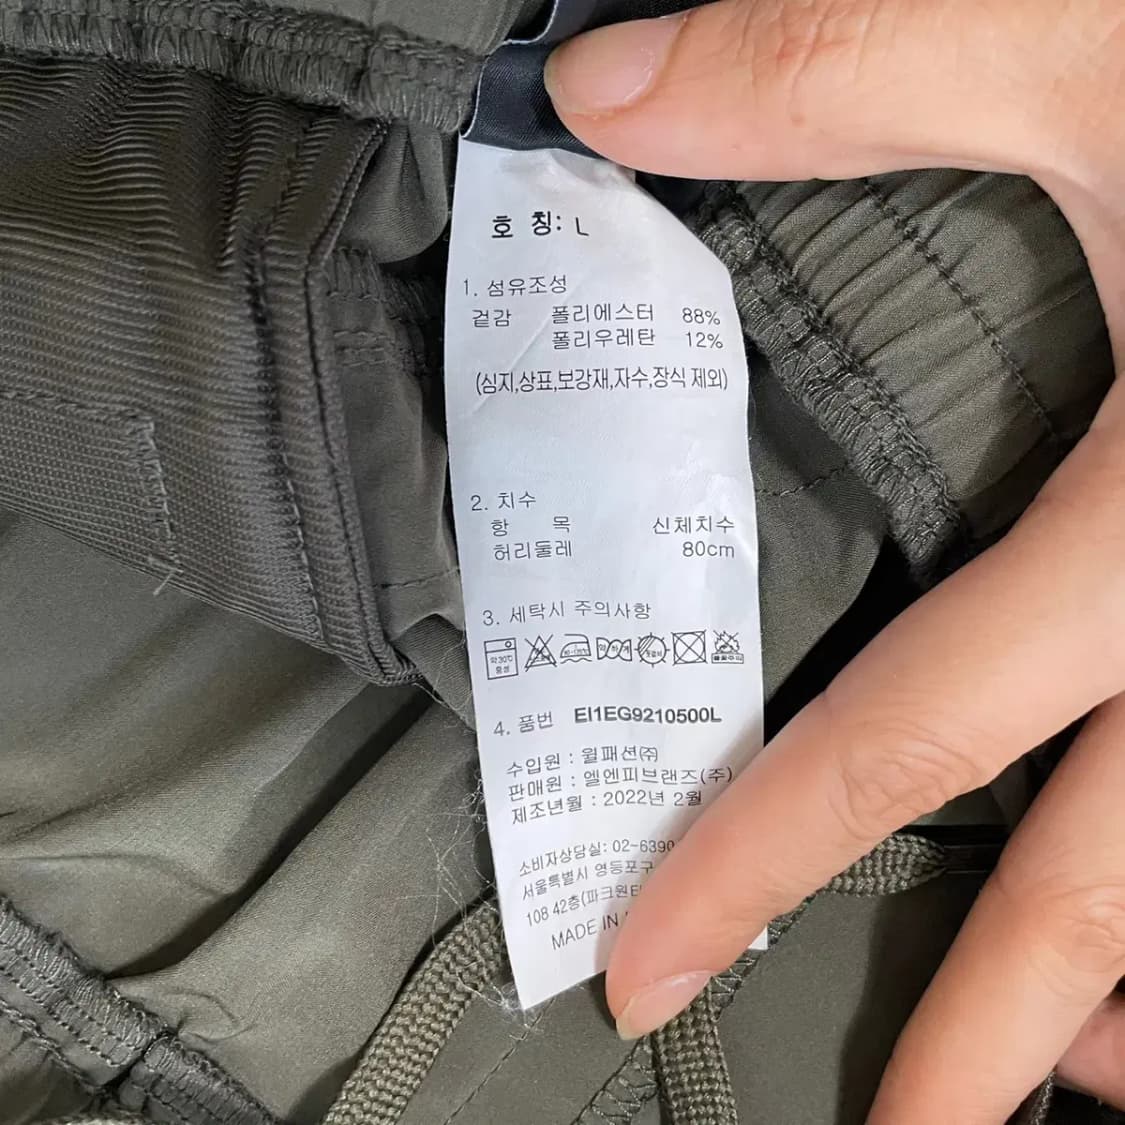 호 칭: L
1. 섬유조성
겉감 폴리에스터 88%
폴리우레탄 12%
(심지,상표,보강재,자수,장식 제외)
2. 치수
항 목 신체치수
허리둘레 80cm
3. 세탁시 주의사항
약30℃
중성
4. 품번 EI1EG9210500L
수입원 : 월패션㈜
판매원 : 엘엔피브랜즈(주)
제조년월 : 2022년 2월
소비자상담실: 02-6390
서울특별시 영등포구
108 42층(파크원
MADE IN